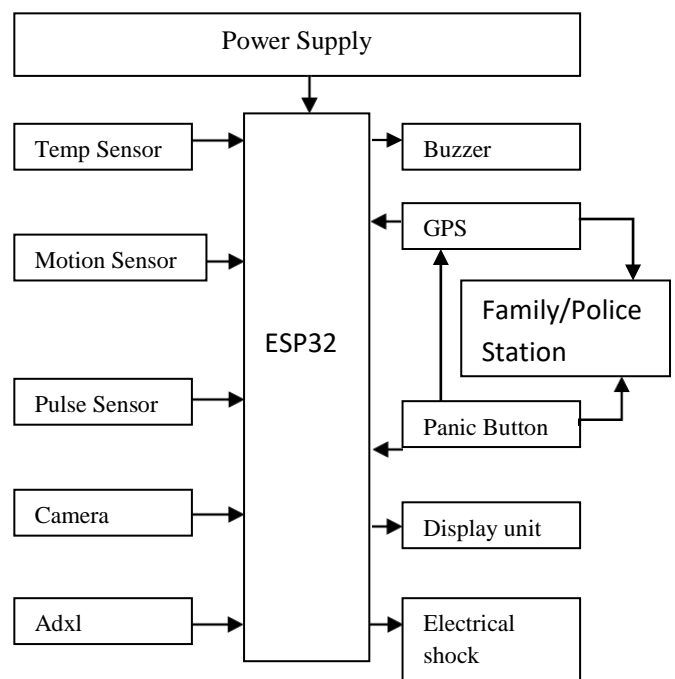 Power Supply
Temp Sensor
Buzzer
GPS
Motion Sensor
Family/Police
Station
ESP32
Pulse Sensor
Panic Button
Camera
Display unit
Adxl
Electrical
shock